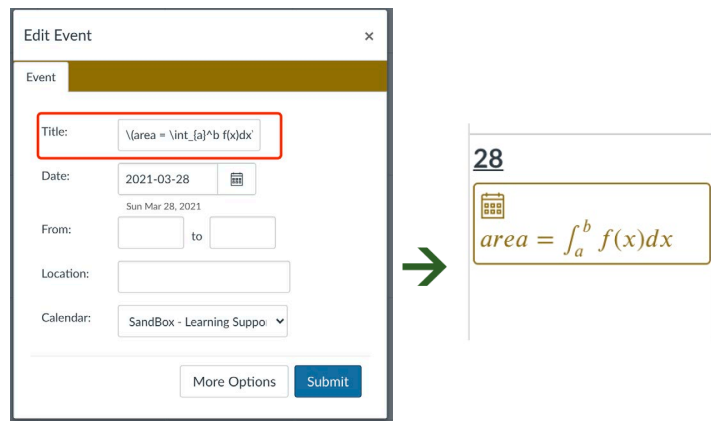 Edit Event ×
Event
Title: \(area = \int_{a}^b f(x)dx\
Date: 2021-03-28
Sun Mar 28, 2021
From: to
Location:
Calendar: SandBox - Learning Suppo
More Options Submit
28
area = ∫_a^b f(x)dx